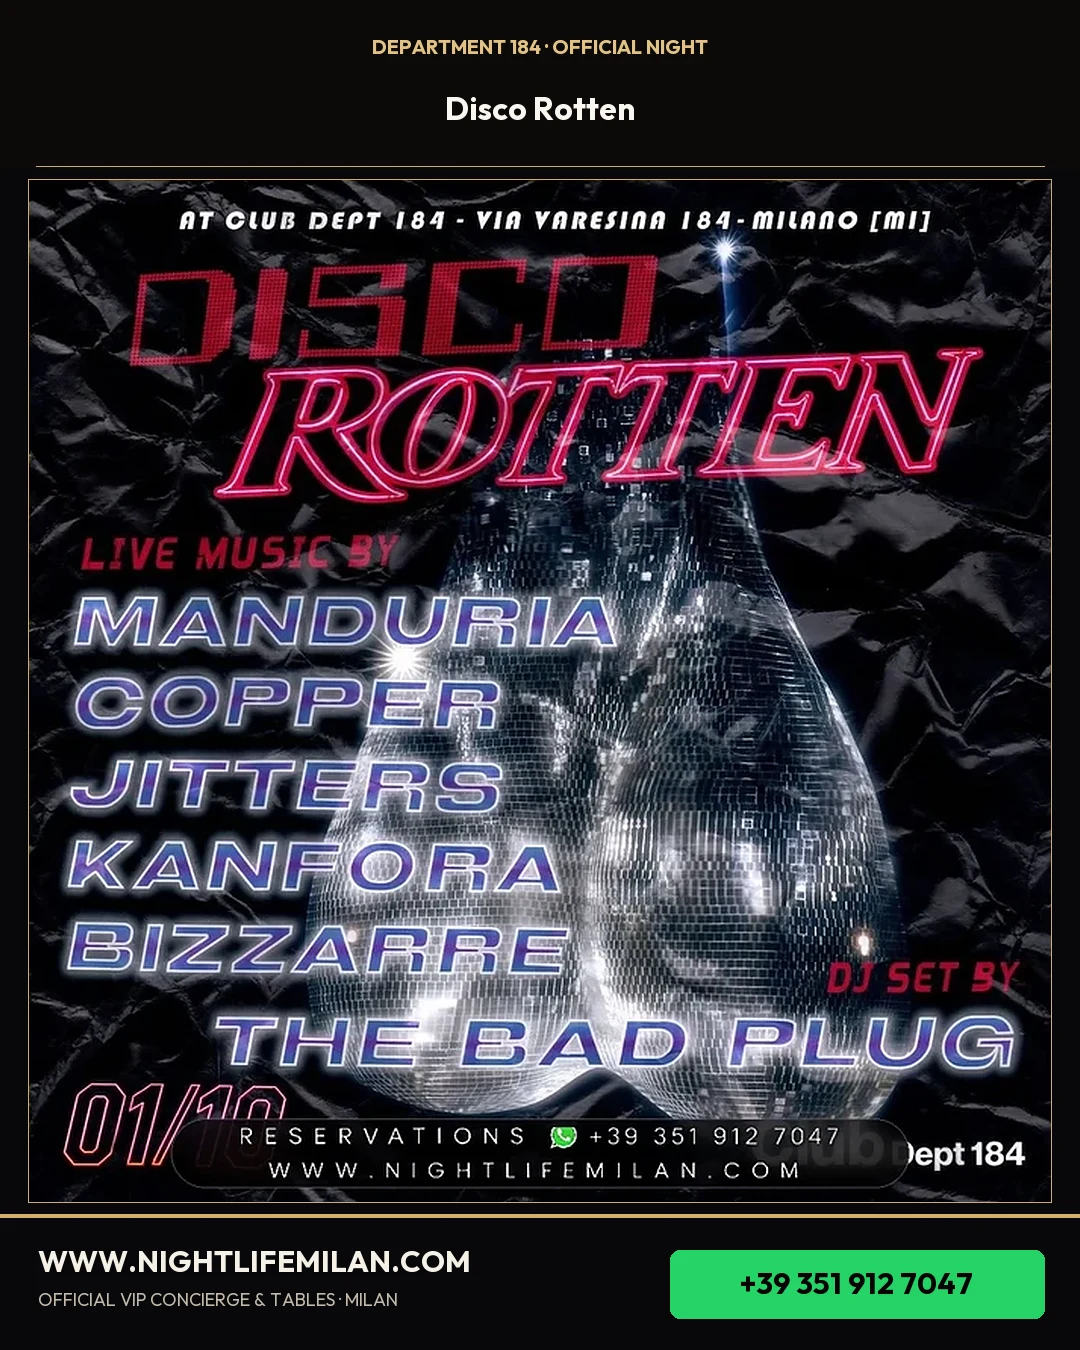 DEPARTMENT 184 · OFFICIAL NIGHT
Disco Rotten
AT CLUB DEPT 184 - VIA VARESINA 184 - MILANO [MI]
DISCO
ROTTEN
LIVE MUSIC BY
MANDURIA
COPPER
JITTERS
KANFORA
BIZZARRE
DJ SET BY
THE BAD PLUG
01/10
RESERVATIONS +39 351 912 7047
WWW.NIGHTLIFEMILAN.COM
Club Dept 184
WWW.NIGHTLIFEMILAN.COM
OFFICIAL VIP CONCIERGE & TABLES · MILAN
+39 351 912 7047